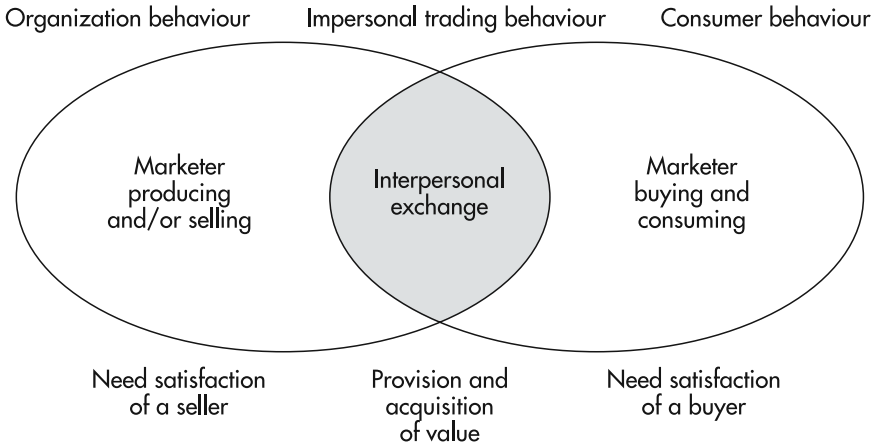 Organization behaviour
Impersonal trading behaviour
Consumer behaviour
Marketer
producing
and/or selling
Interpersonal
exchange
Marketer
buying and
consuming
Need satisfaction
of a seller
Provision and
acquisition
of value
Need satisfaction
of a buyer